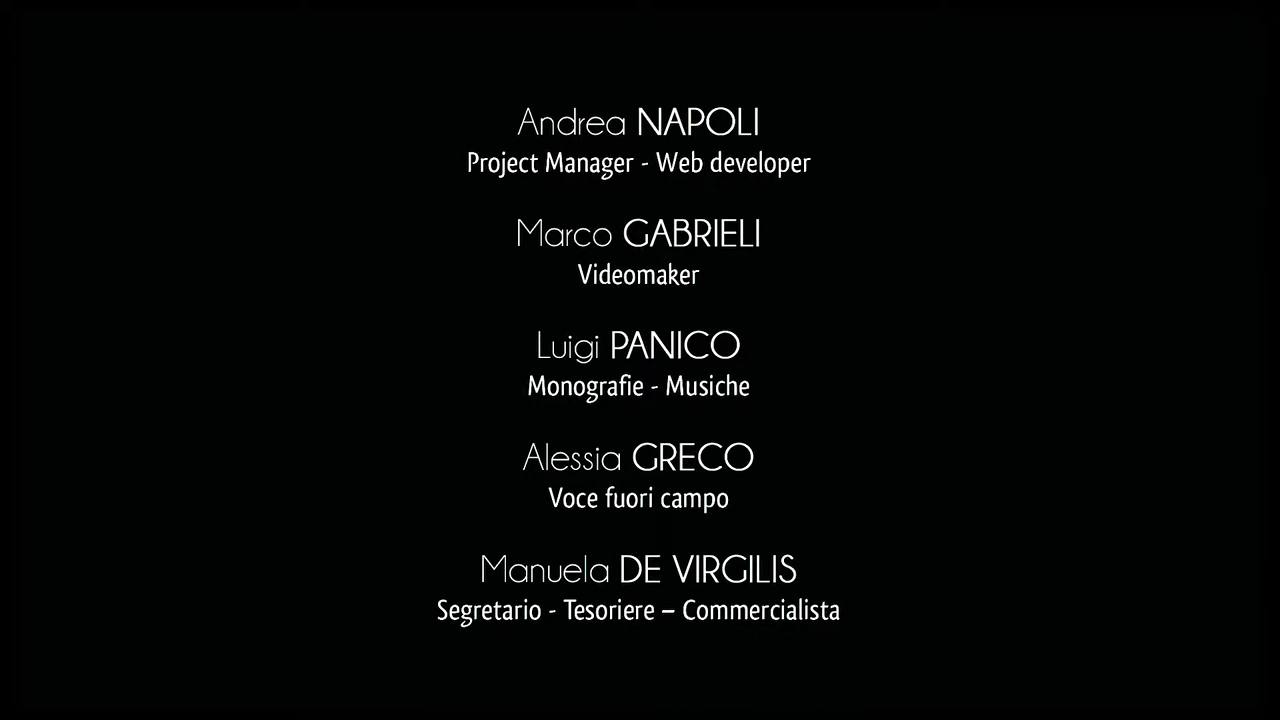 Andrea NAPOLI
Project Manager - Web developer
Marco GABRIELI
Videomaker
Luigi PANICO
Monografie - Musiche
Alessia GRECO
Voce fuori campo
Manuela DE VIRGILIS
Segretario - Tesoriere – Commercialista